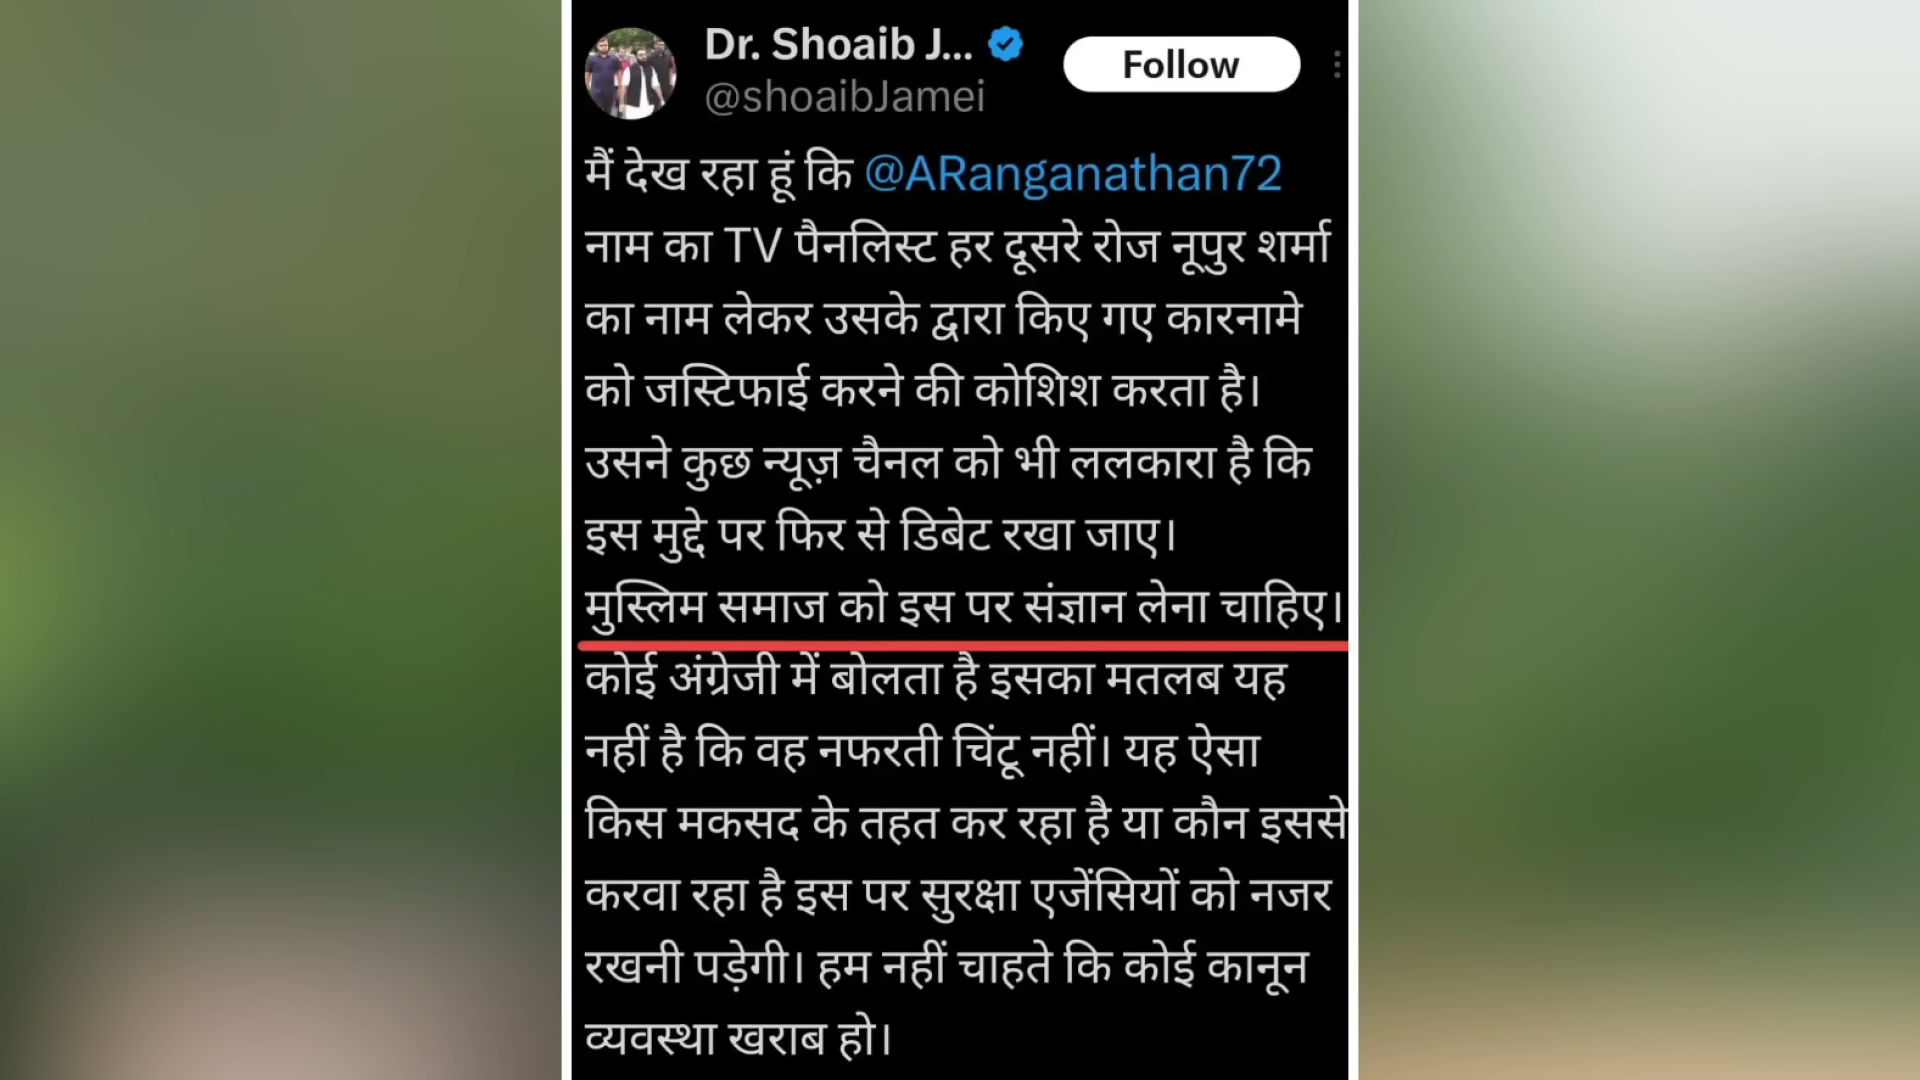 Dr. Shoaib J...
Follow
@shoaibJamei
मैं देख रहा हूं कि @ARanganathan72
नाम का TV पैनलिस्ट हर दूसरे रोज नूपुर शर्मा
का नाम लेकर उसके द्वारा किए गए कारनामे
को जस्टिफाई करने की कोशिश करता है।
उसने कुछ न्यूज़ चैनल को भी ललकारा है कि
इस मुद्दे पर फिर से डिबेट रखा जाए।
मुस्लिम समाज को इस पर संज्ञान लेना चाहिए।
कोई अंग्रेजी में बोलता है इसका मतलब यह
नहीं है कि वह नफरती चिंटू नहीं। यह ऐसा
किस मकसद के तहत कर रहा है या कौन इससे
करवा रहा है इस पर सुरक्षा एजेंसियों को नजर
रखनी पड़ेगी। हम नहीं चाहते कि कोई कानून
व्यवस्था खराब हो।